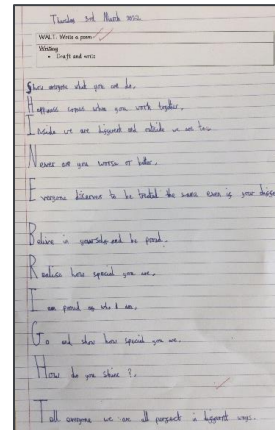 Thursday 3rd March 2022
WALT: Write a poem
Writing
• Draft and write
Show everyone what you can do,
Happiness comes when you work together,
Inside we are different and outside we are too,
Never are you worse or better,
Everyone deserves to be treated the same even if your
Believe in yourself and be proud,
Realise how special you are,
I am proud of who I am,
Go and show how special you are,
How do you shine?,
Tell everyone we are all perfect in different ways.